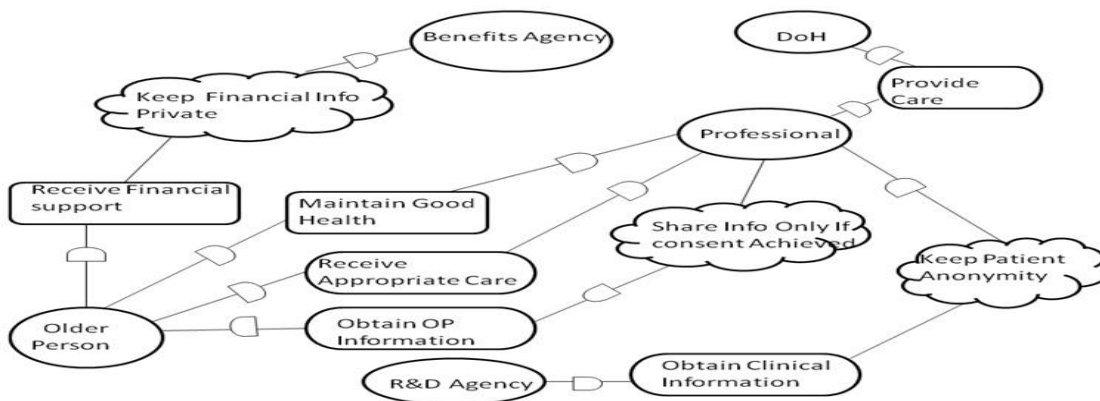 Benefits Agency
DoH
Keep Financial Info
Private
Provide
Care
Professional
Receive Financial
support
Maintain Good
Health
Share Info Only If
consent Achieved
Receive
Appropriate Care
Keep Patient
Anonymity
Older
Person
Obtain OP
Information
R&D Agency
Obtain Clinical
Information